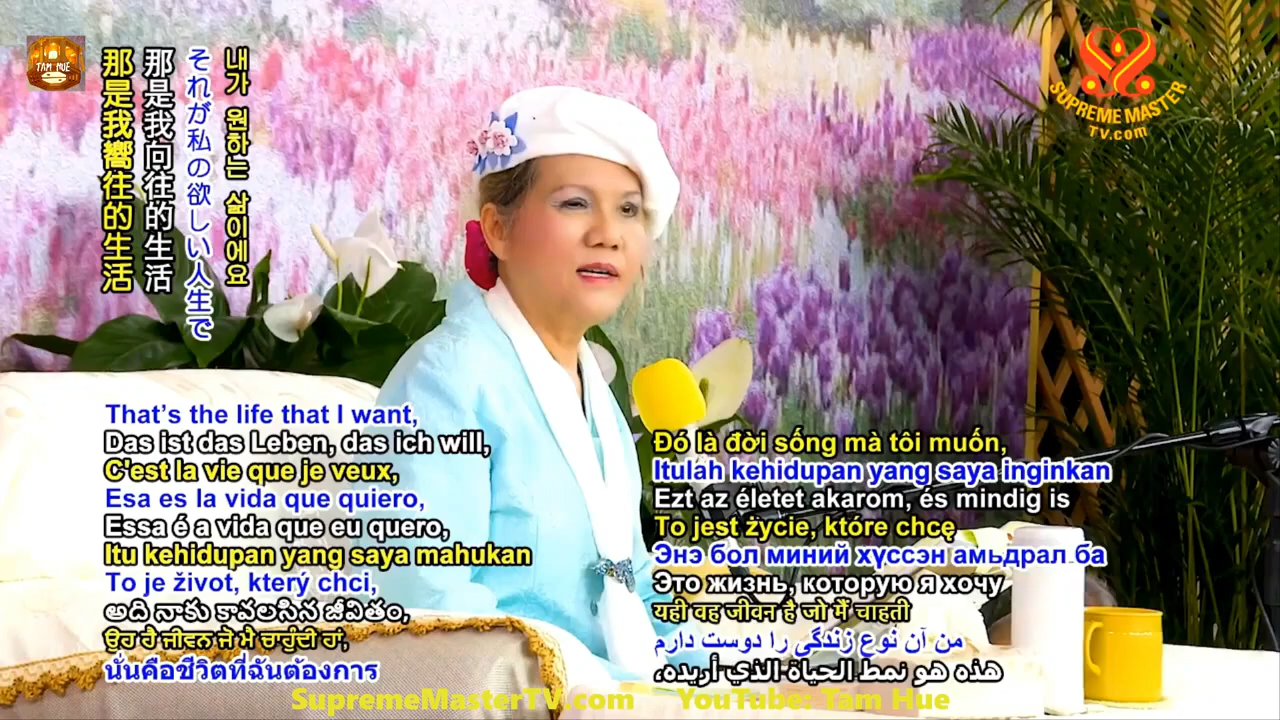 TAM HUE
那是我嚮往的生活
那是我向往的生活
それが私の欲しい人生で
내가 원하는 삶이에요
SUPREME MASTER
TV.com
That’s the life that I want,
Das ist das Leben, das ich will,
C'est la vie que je veux,
Esa es la vida que quiero,
Essa é a vida que eu quero,
Itu kehidupan yang saya mahukan
To je život, který chci,
అది నాకు కావలసిన జీవితం,
ਉਹ ਹੈ ਜੀਵਨ ਜੋ ਮੈਂ ਚਾਹੁੰਦੀ ਹਾਂ,
นั่นคือชีวิตที่ฉันต้องการ
Đó là đời sống mà tôi muốn,
Itulah kehidupan yang saya inginkan
Ezt az életet akarom, és mindig is
To jest życie, które chcę
Энэ бол миний хүссэн амьдрал ба
Это жизнь, которую я хочу
यही वह जीवन है जो मैं चाहती
من آن نوع زندگی را دوست دارم
هذه هو نمط الحياة الذي أريده،
SupremeMasterTV.com YouTube: Tam Hue